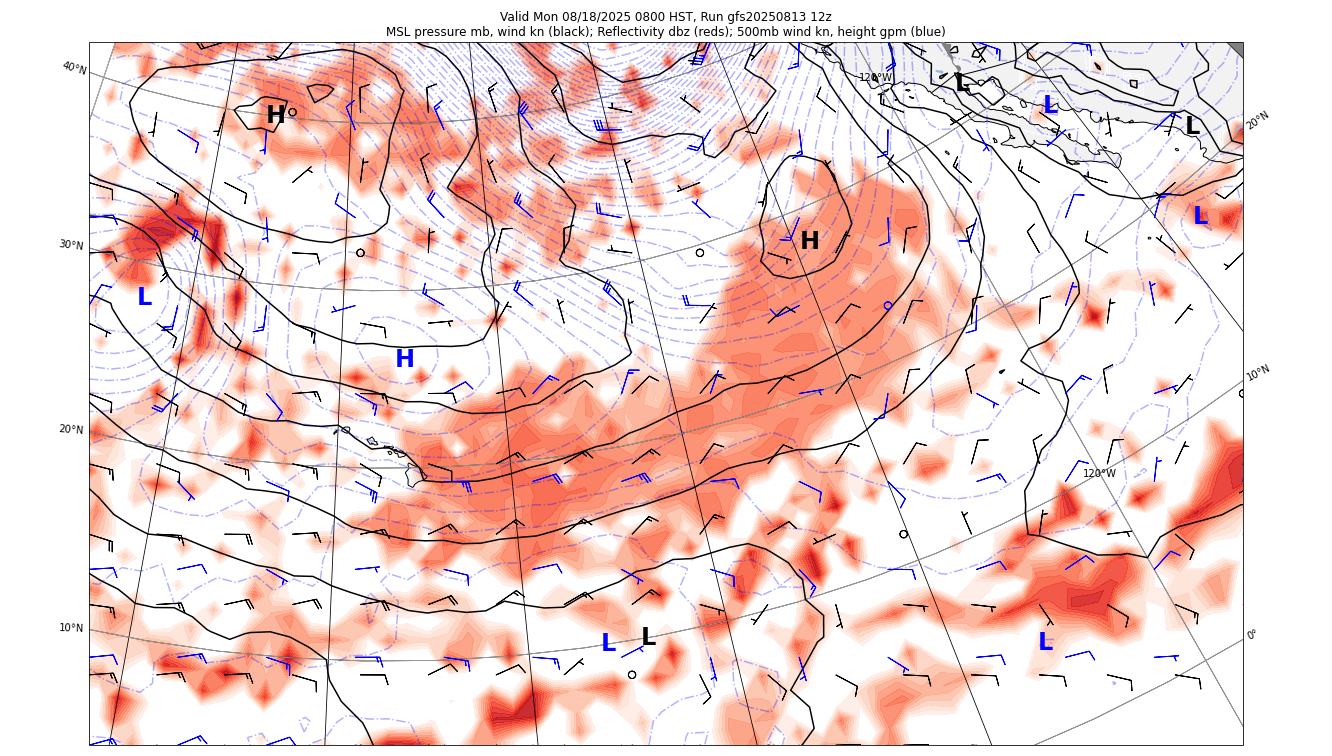 Valid Mon 08/18/2025 0800 HST, Run gfs20250813 12z
MSL pressure mb, wind kn (black); Reflectivity dbz (reds); 500mb wind kn, height gpm (blue)
40°N
120°W
L
L
H
L
20°N
30°N
H
L
L
H
10°N
20°N
120°W
10°N
L
L
L
0°